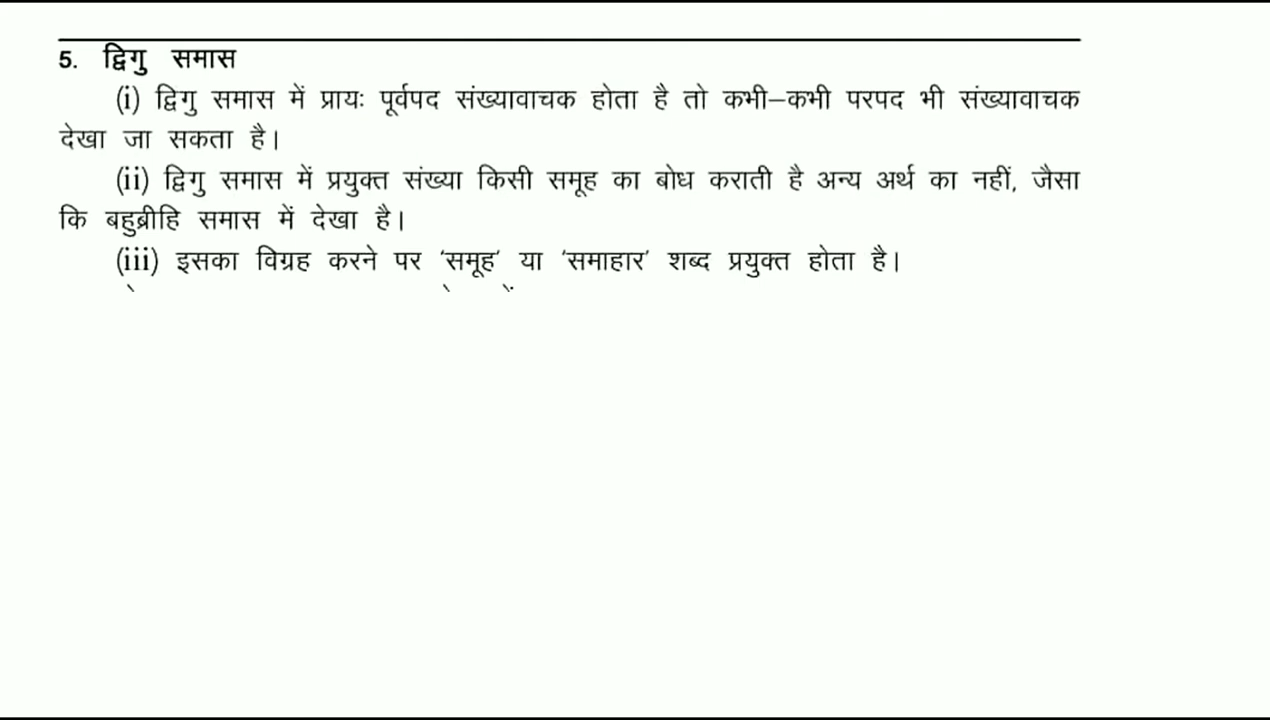 5. द्विगु समास
(i) द्विगु समास में प्रायः पूर्वपद संख्यावाचक होता है तो कभी–कभी परपद भी संख्यावाचक
देखा जा सकता है।
(ii) द्विगु समास में प्रयुक्त संख्या किसी समूह का बोध कराती है अन्य अर्थ का नहीं, जैसा
कि बहुब्रीहि समास में देखा है।
(iii) इसका विग्रह करने पर 'समूह' या 'समाहार' शब्द प्रयुक्त होता है।